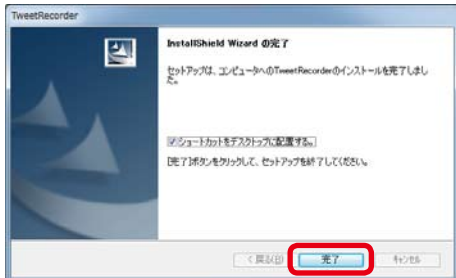 TweetRecorder
InstallShield Wizard の完了
セットアップは、コンピュータへのTweetRecorderのインストールを完了しまし
た。
ショートカットをデスクトップに配置する。
[完了]ボタンをクリックして、セットアップを終了してください。
< 戻る(B) 完了 キャンセル